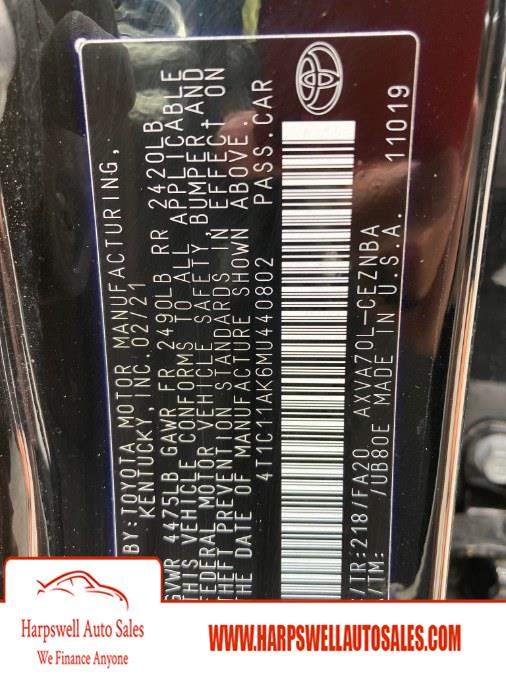 BY: TOYOTA MOTOR MANUFACTURING,
KENTUCKY, INC. 02/21
GVWR 4475LB GAWR FR 2490LB RR 2420LB
THIS VEHICLE CONFORMS TO ALL APPLICABLE
FEDERAL MOTOR VEHICLE SAFETY, BUMPER, AND
THEFT PREVENTION STANDARDS IN EFFECT ON
THE DATE OF MANUFACTURE SHOWN ABOVE.
4T1C11AK6MU440802 PASS.CAR
/TR:218/FA20 AXVA70L-CEZNBA
/TM: /UB80E MADE IN U.S.A. 11019
Harpswell Auto Sales
We Finance Anyone
WWW.HARPSWELLAUTOSALES.COM